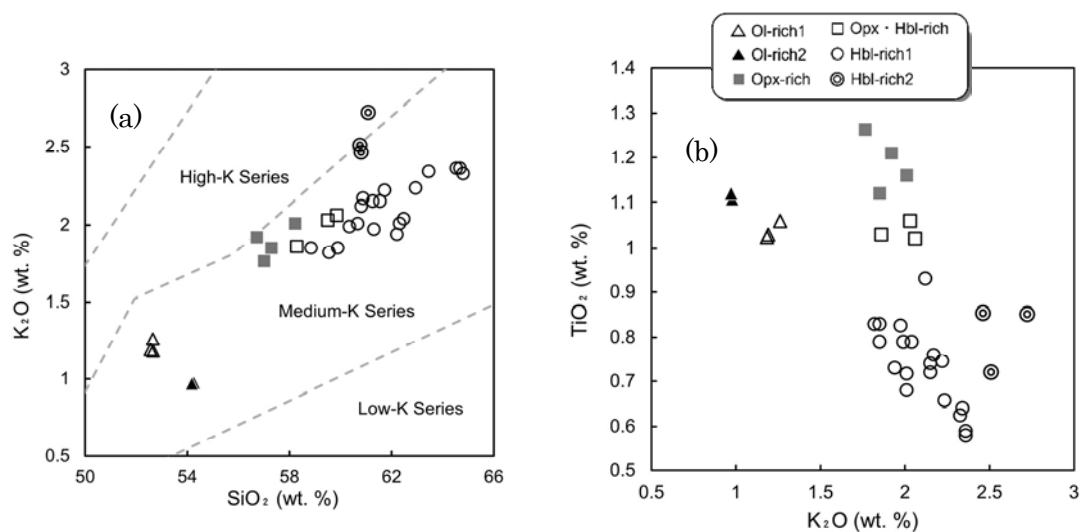 (a)
3
2.5
2
1.5
1
0.5
K₂O (wt. %)
High-K Series
Medium-K Series
Low-K Series
50
54
58
62
66
SiO₂ (wt. %)
Ol-rich1
Opx・Hbl-rich
Ol-rich2
Hbl-rich1
Opx-rich
Hbl-rich2
(b)
1.4
1.3
1.2
1.1
1
0.9
0.8
0.7
0.6
0.5
TiO₂ (wt. %)
0.5
1
1.5
2
2.5
3
K₂O (wt. %)